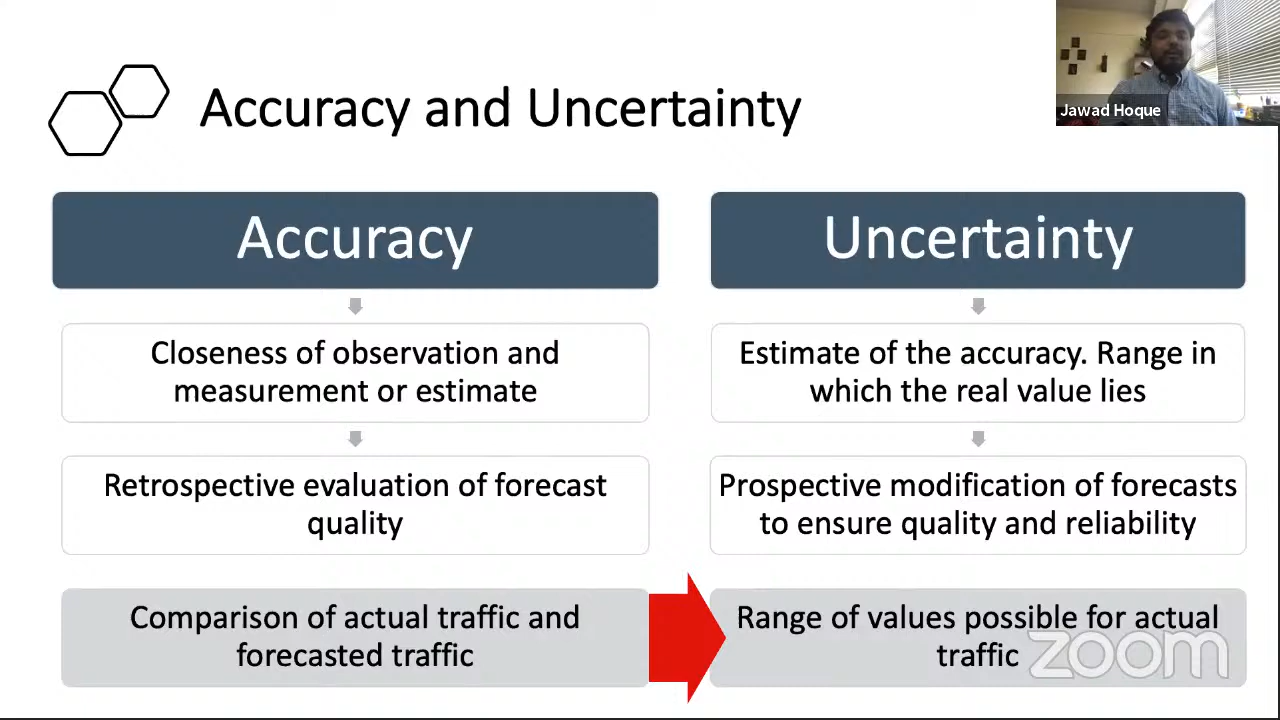 Jawad Hoque
Accuracy and Uncertainty
Accuracy
Closeness of observation and
measurement or estimate
Retrospective evaluation of forecast
quality
Comparison of actual traffic and
forecasted traffic
Uncertainty
Estimate of the accuracy. Range in
which the real value lies
Prospective modification of forecasts
to ensure quality and reliability
Range of values possible for actual
traffic
zoom